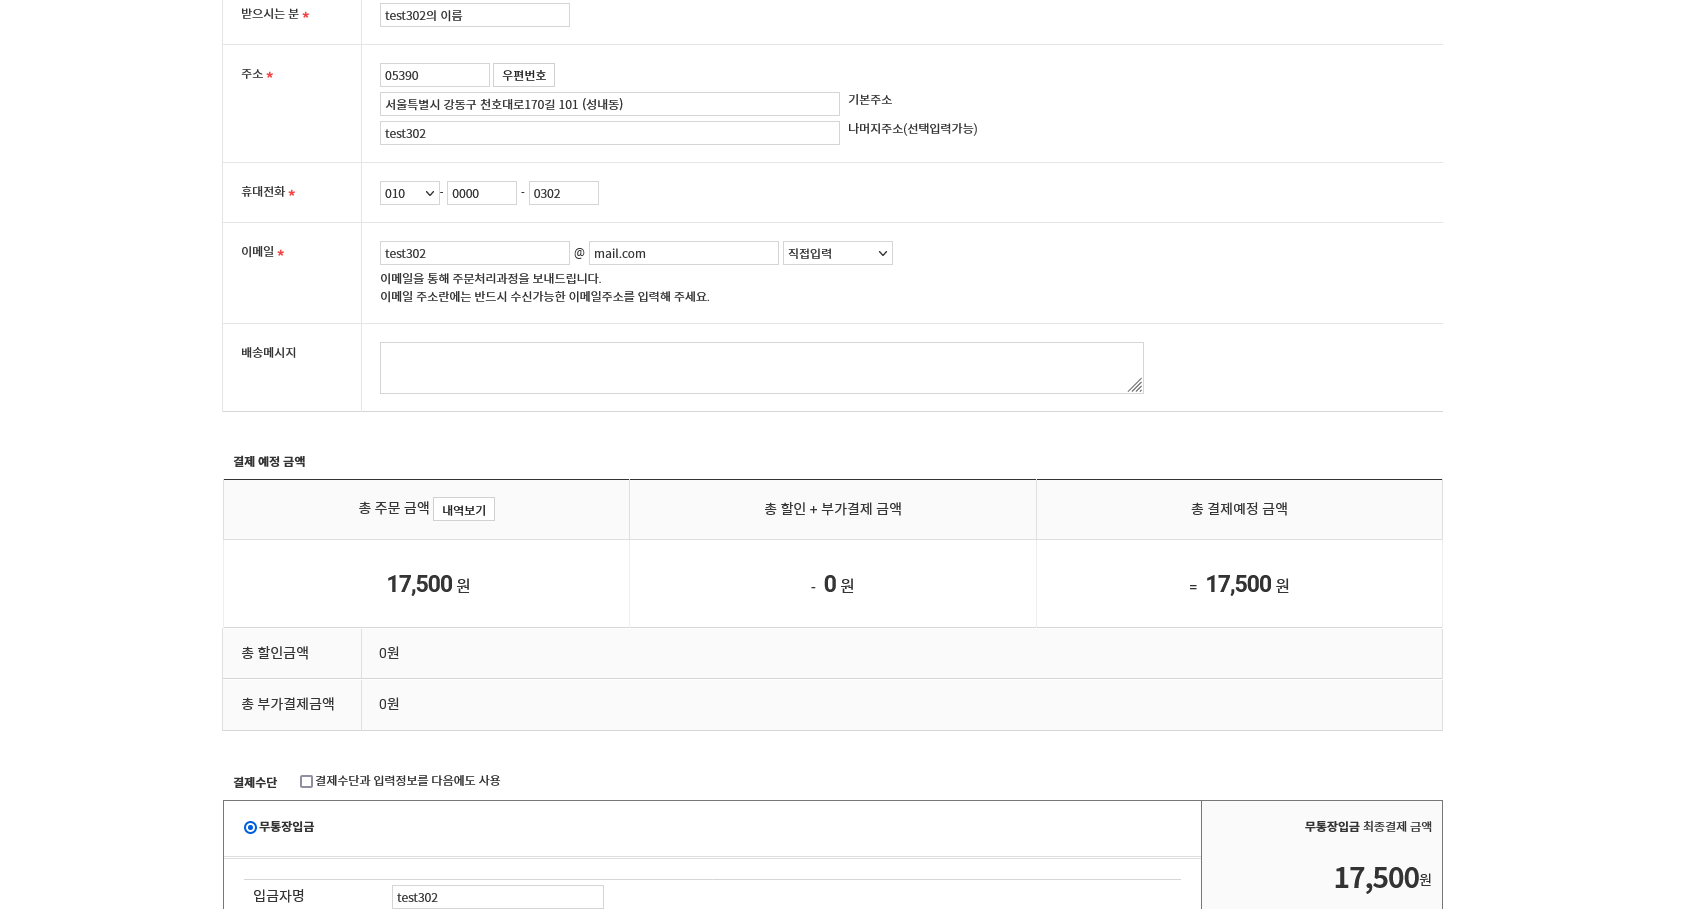 받으시는 분 *
test302의 이름
주소 *
05390 우편번호
서울특별시 강동구 천호대로170길 101 (성내동) 기본주소
test302 나머지주소(선택입력가능)
휴대전화 *
010 - 0000 - 0302
이메일 *
test302 @ mail.com 직접입력
이메일을 통해 주문처리과정을 보내드립니다.
이메일 주소란에는 반드시 수신가능한 이메일주소를 입력해 주세요.
배송메시지
결제 예정 금액
총 주문 금액 내역보기 총 할인 + 부가결제 금액 총 결제예정 금액
17,500 원 - 0 원 = 17,500 원
총 할인금액 0원
총 부가결제금액 0원
결제수단 결제수단과 입력정보를 다음에도 사용
무통장입금 무통장입금 최종결제 금액
17,500원
입금자명 test302